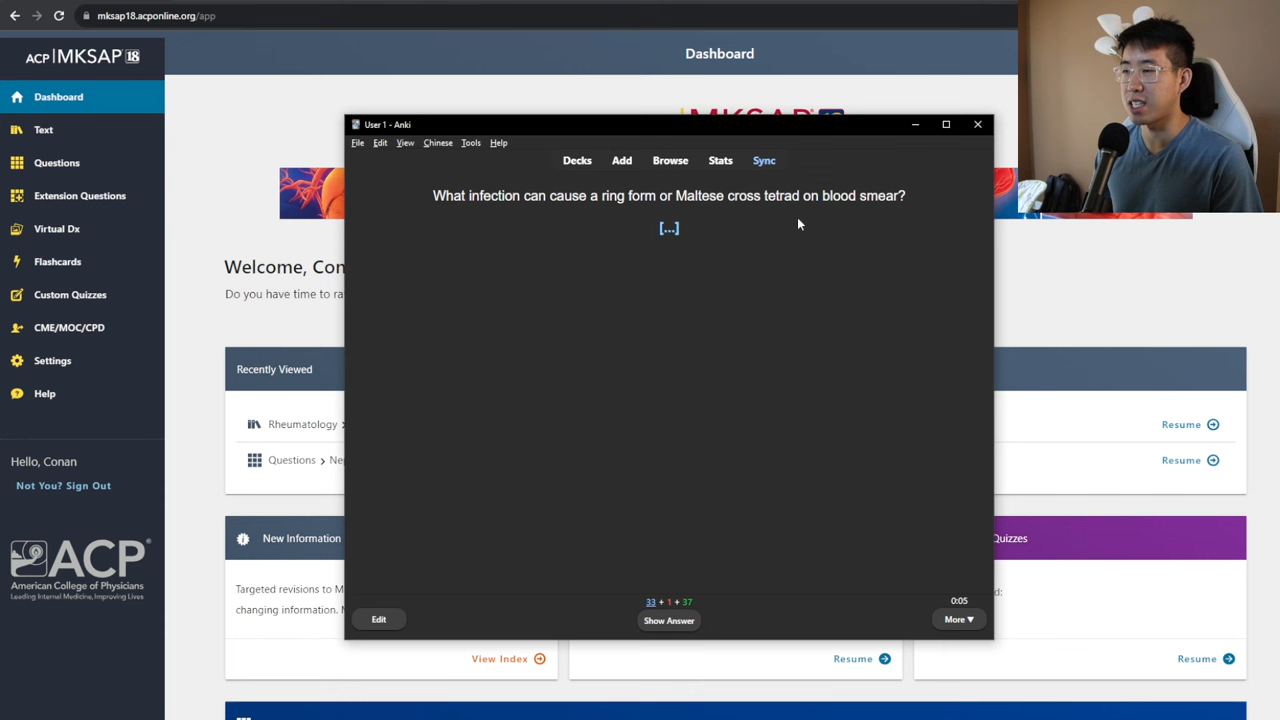 mksap18.acponline.org/app
ACP MKSAP 18
Dashboard
Dashboard
Text
Questions
Extension Questions
Virtual Dx
Flashcards
Custom Quizzes
CME/MOC/CPD
Settings
Help
Hello, Conan
Not You? Sign Out
ACP®
American College of Physicians
Leading Internal Medicine, Improving Lives
Welcome, Con
Do you have time to ra
Recently Viewed
Rheumatology >
Resume
Questions > Nep
Resume
New Information
Targeted revisions to M
changing information.
View Index
Resume
Quizzes
Resume
User 1 - Anki
File Edit View Chinese Tools Help
Decks Add Browse Stats Sync
What infection can cause a ring form or Maltese cross tetrad on blood smear?
[...]
33 + 1 + 37
0:05
Edit
Show Answer
More ▼